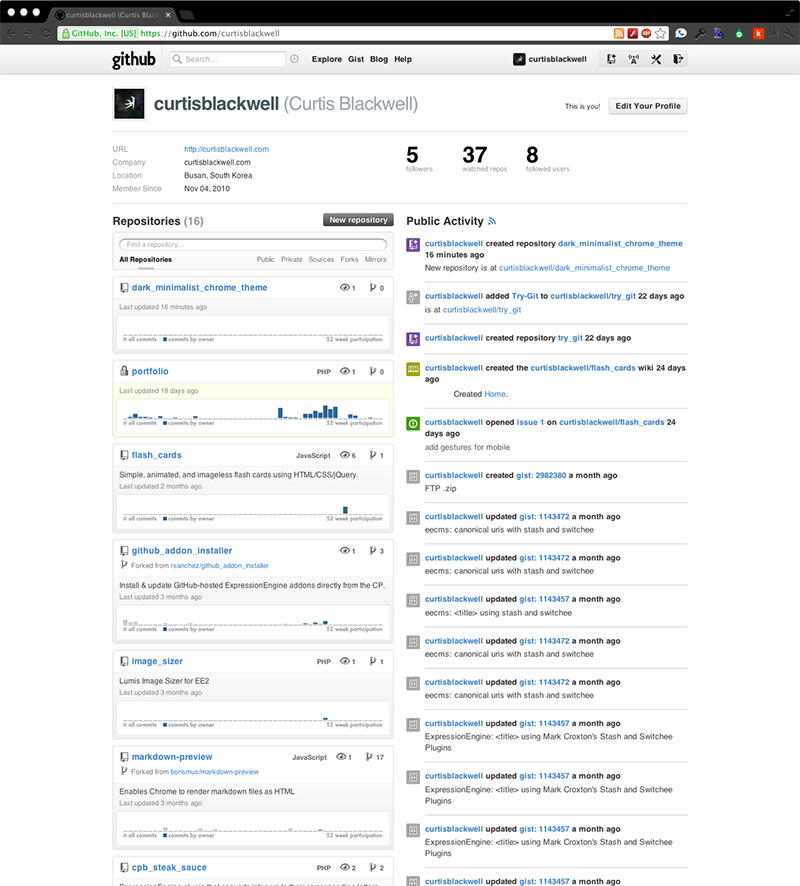 curtisblackwell (Curtis Blac
GitHub, Inc. [US] https://github.com/curtisblackwell
github
Search...
Explore Gist Blog Help
curtisblackwell
curtisblackwell (Curtis Blackwell)
This is you!
Edit Your Profile
URL http://curtisblackwell.com
Company curtisblackwell.com
Location Busan, South Korea
Member Since Nov 04, 2010
5 followers
37 watched repos
8 followed users
Repositories (16)
New repository
Find a repository...
All Repositories Public Private Sources Forks Mirrors
dark_minimalist_chrome_theme 1 0
Last updated 16 minutes ago
all commits commits by owner 52 week participation
portfolio PHP 1 0
Last updated 18 days ago
all commits commits by owner 52 week participation
flash_cards JavaScript 6 1
Simple, animated, and imageless flash cards using HTML/CSS/jQuery.
Last updated 2 months ago
all commits commits by owner 52 week participation
github_addon_installer 1 3
Forked from rsanchez/github_addon_installer
Install & update GitHub-hosted ExpressionEngine addons directly from the CP.
Last updated 3 months ago
all commits commits by owner 52 week participation
image_sizer PHP 1 1
Lumis Image Sizer for EE2
Last updated 3 months ago
all commits commits by owner 52 week participation
markdown-preview JavaScript 1 17
Forked from borismus/markdown-preview
Enables Chrome to render markdown files as HTML
Last updated 3 months ago
all commits commits by owner 52 week participation
cpb_steak_sauce PHP 2 2
Public Activity
curtisblackwell created repository dark_minimalist_chrome_theme
16 minutes ago
New repository is at curtisblackwell/dark_minimalist_chrome_theme
curtisblackwell added Try-Git to curtisblackwell/try_git 22 days ago
is at curtisblackwell/try_git
curtisblackwell created repository try_git 22 days ago
curtisblackwell created the curtisblackwell/flash_cards wiki 24 days
ago
Created Home.
curtisblackwell opened issue 1 on curtisblackwell/flash_cards 24
days ago
add gestures for mobile
curtisblackwell created gist: 2982380 a month ago
FTP .zip
curtisblackwell updated gist: 1143472 a month ago
eecms: canonical uris with stash and switchee
curtisblackwell updated gist: 1143472 a month ago
eecms: canonical uris with stash and switchee
curtisblackwell updated gist: 1143457 a month ago
eecms: <title> using stash and switchee
curtisblackwell updated gist: 1143472 a month ago
eecms: canonical uris with stash and switchee
curtisblackwell updated gist: 1143472 a month ago
eecms: canonical uris with stash and switchee
curtisblackwell updated gist: 1143457 a month ago
ExpressionEngine: <title> using Mark Croxton's Stash and Switchee
Plugins
curtisblackwell updated gist: 1143457 a month ago
ExpressionEngine: <title> using Mark Croxton's Stash and Switchee
Plugins
curtisblackwell updated gist: 1143457 a month ago
ExpressionEngine: <title> using Mark Croxton's Stash and Switchee
Plugins
curtisblackwell updated gist: 1143457 a month ago